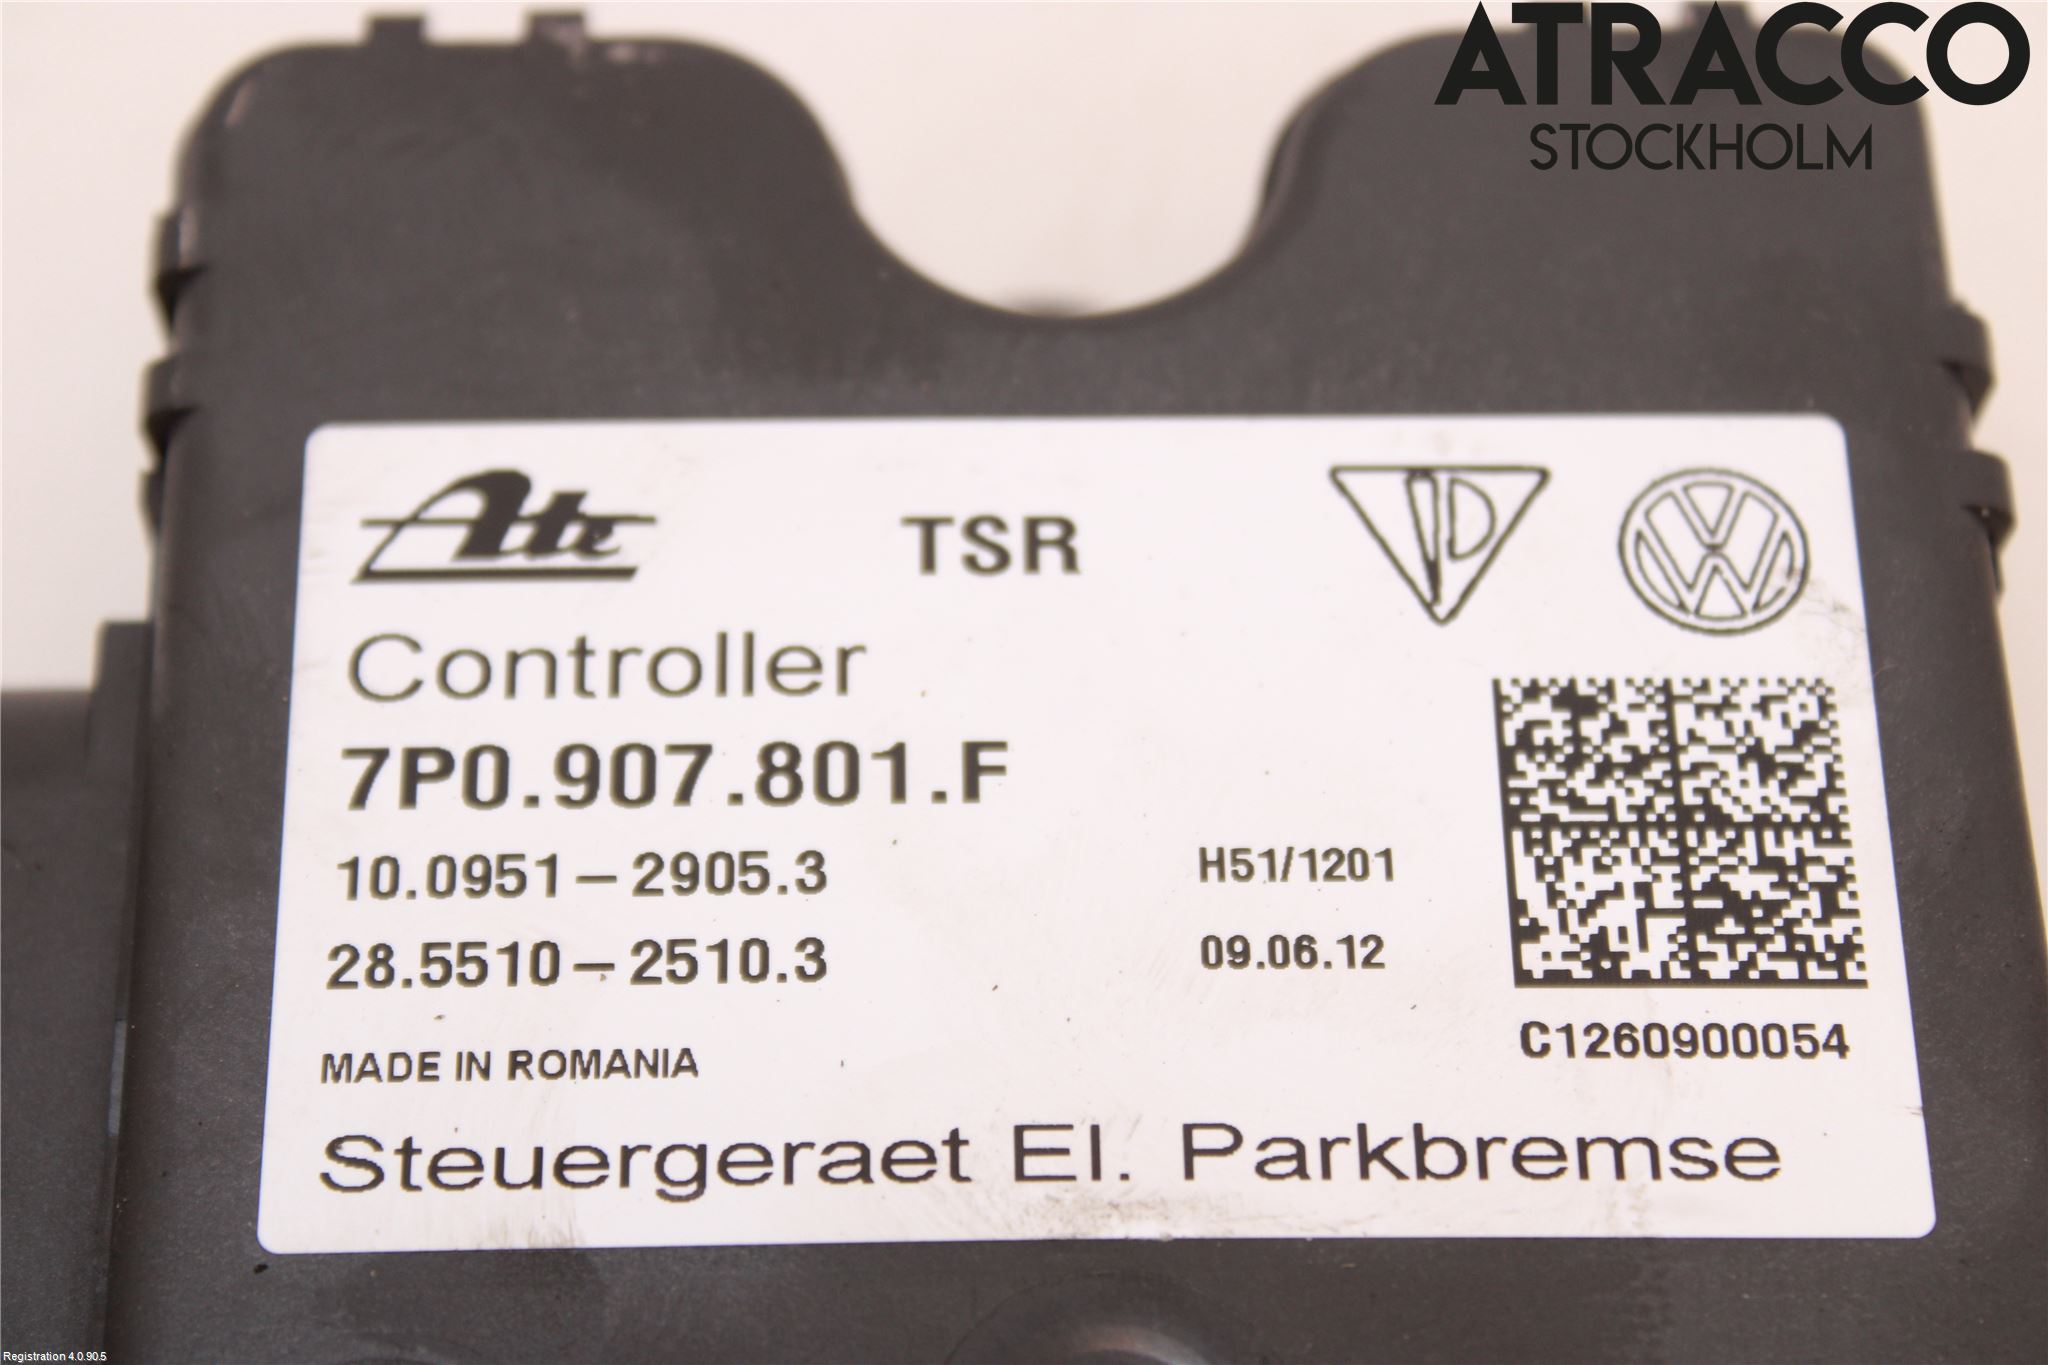 ATRACCO
STOCKHOLM
Ate TSR
Controller
7P0.907.801.F
10.0951-2905.3 H51/1201
28.5510-2510.3 09.06.12
C1260900054
MADE IN ROMANIA
Steuergeraet El. Parkbremse
Registration 4.0.90.5